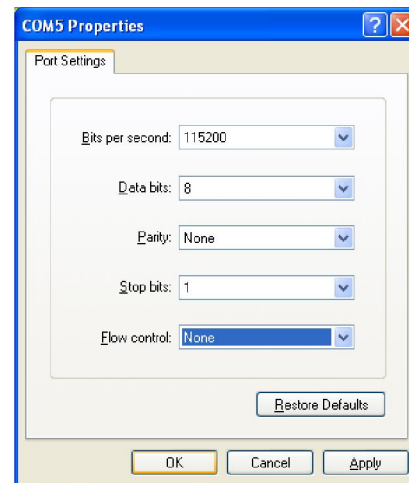 COM5 Properties
Port Settings
Bits per second: 115200
Data bits: 8
Parity: None
Stop bits: 1
Flow control: None
Restore Defaults
OK Cancel Apply